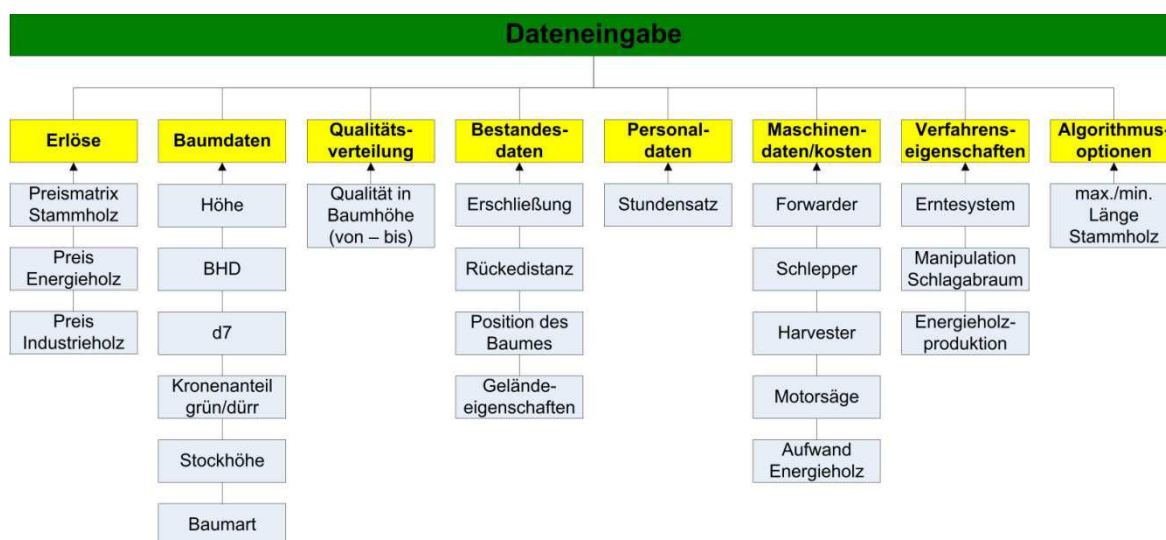 Dateneingabe
Erlöse
Preismatrix
Stammholz
Preis
Energieholz
Preis
Industrieholz
Baumdaten
Höhe
BHD
d7
Kronenanteil
grün/dürr
Stockhöhe
Baumart
Qualitäts-
verteilung
Qualität in
Baumhöhe
(von – bis)
Bestandes-
daten
Erschließung
Rückedistanz
Position des
Baumes
Gelände-
eigenschaften
Personal-
daten
Stundensatz
Maschinen-
daten/kosten
Forwarder
Schlepper
Harvester
Motorsäge
Aufwand
Energieholz
Verfahrens-
eigenschaften
Erntesystem
Manipulation
Schlagabraum
Energieholz-
produktion
Algorithmus-
optionen
max./min.
Länge
Stammholz